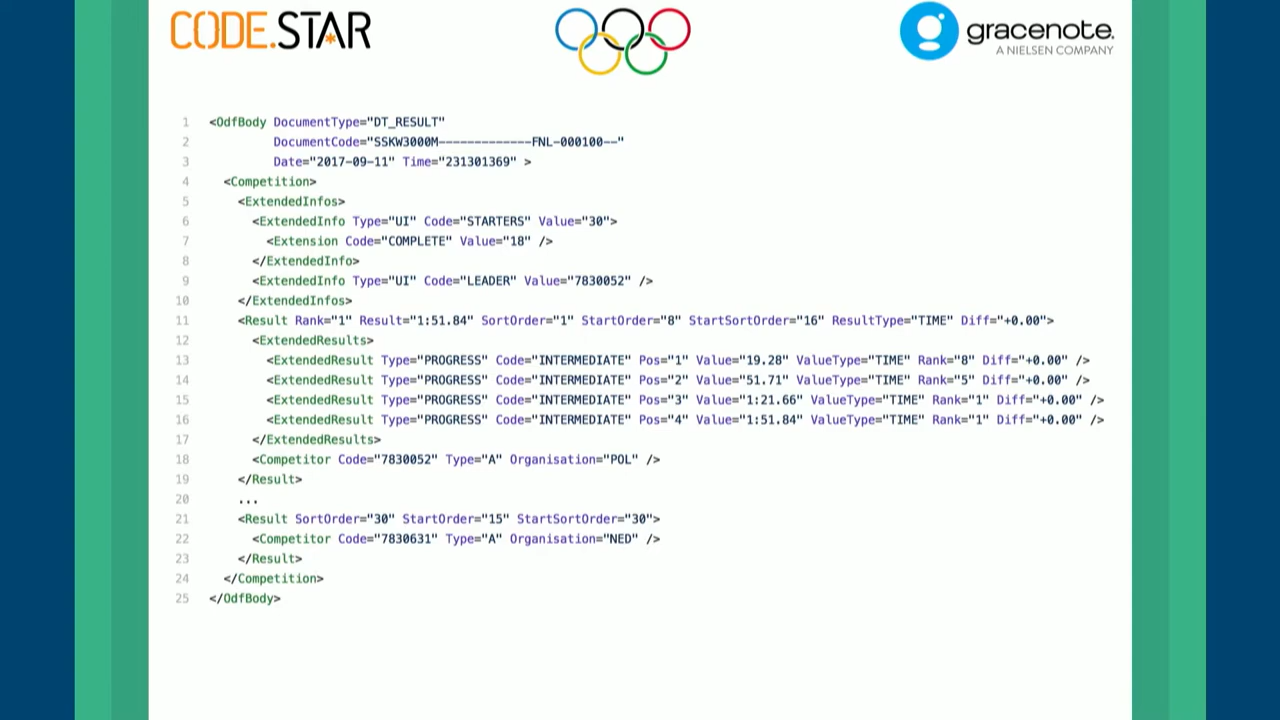 CODE.STAR
gracenote.
A NIELSEN COMPANY
1 <OdfBody DocumentType="DT_RESULT"
2 DocumentCode="SSKW3000M-------------FNL-000100--"
3 Date="2017-09-11" Time="231301369" >
4 <Competition>
5 <ExtendedInfos>
6 <ExtendedInfo Type="UI" Code="STARTERS" Value="30">
7 <Extension Code="COMPLETE" Value="18" />
8 </ExtendedInfo>
9 <ExtendedInfo Type="UI" Code="LEADER" Value="7830052" />
10 </ExtendedInfos>
11 <Result Rank="1" Result="1:51.84" SortOrder="1" StartOrder="8" StartSortOrder="16" ResultType="TIME" Diff="+0.00">
12 <ExtendedResults>
13 <ExtendedResult Type="PROGRESS" Code="INTERMEDIATE" Pos="1" Value="19.28" ValueType="TIME" Rank="8" Diff="+0.00" />
14 <ExtendedResult Type="PROGRESS" Code="INTERMEDIATE" Pos="2" Value="51.71" ValueType="TIME" Rank="5" Diff="+0.00" />
15 <ExtendedResult Type="PROGRESS" Code="INTERMEDIATE" Pos="3" Value="1:21.66" ValueType="TIME" Rank="1" Diff="+0.00" />
16 <ExtendedResult Type="PROGRESS" Code="INTERMEDIATE" Pos="4" Value="1:51.84" ValueType="TIME" Rank="1" Diff="+0.00" />
17 </ExtendedResults>
18 <Competitor Code="7830052" Type="A" Organisation="POL" />
19 </Result>
20 ...
21 <Result SortOrder="30" StartOrder="15" StartSortOrder="30">
22 <Competitor Code="7830631" Type="A" Organisation="NED" />
23 </Result>
24 </Competition>
25 </OdfBody>